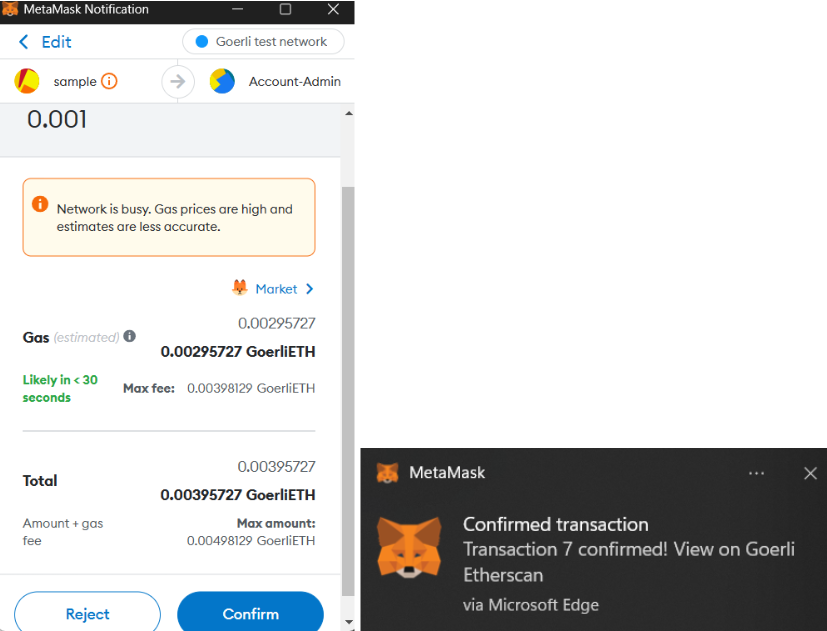 MetaMask Notification
Edit
Goerli test network
sample
Account-Admin
0.001
Network is busy. Gas prices are high and
estimates are less accurate.
Market
0.00295727
Gas (estimated)
0.00295727 GoerliETH
Likely in < 30
seconds
Max fee: 0.00398129 GoerliETH
0.00395727
Total
0.00395727 GoerliETH
Amount + gas
fee
Max amount:
0.00498129 GoerliETH
Reject
Confirm
MetaMask
Confirmed transaction
Transaction 7 confirmed! View on Goerli
Etherscan
via Microsoft Edge